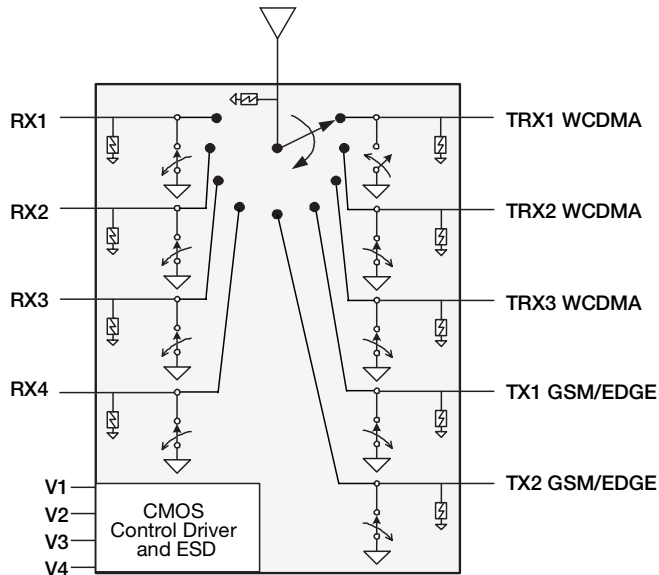 RX1
RX2
RX3
RX4
TRX1 WCDMA
TRX2 WCDMA
TRX3 WCDMA
TX1 GSM/EDGE
TX2 GSM/EDGE
V1
V2
V3
V4
CMOS
Control Driver
and ESD